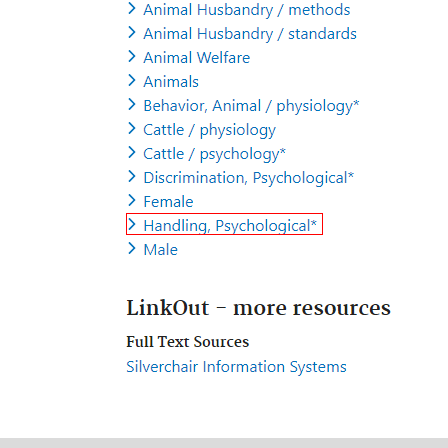 Animal Husbandry / methods
Animal Husbandry / standards
Animal Welfare
Animals
Behavior, Animal / physiology*
Cattle / physiology
Cattle / psychology*
Discrimination, Psychological*
Female
Handling, Psychological*
Male
LinkOut - more resources
Full Text Sources
Silverchair Information Systems